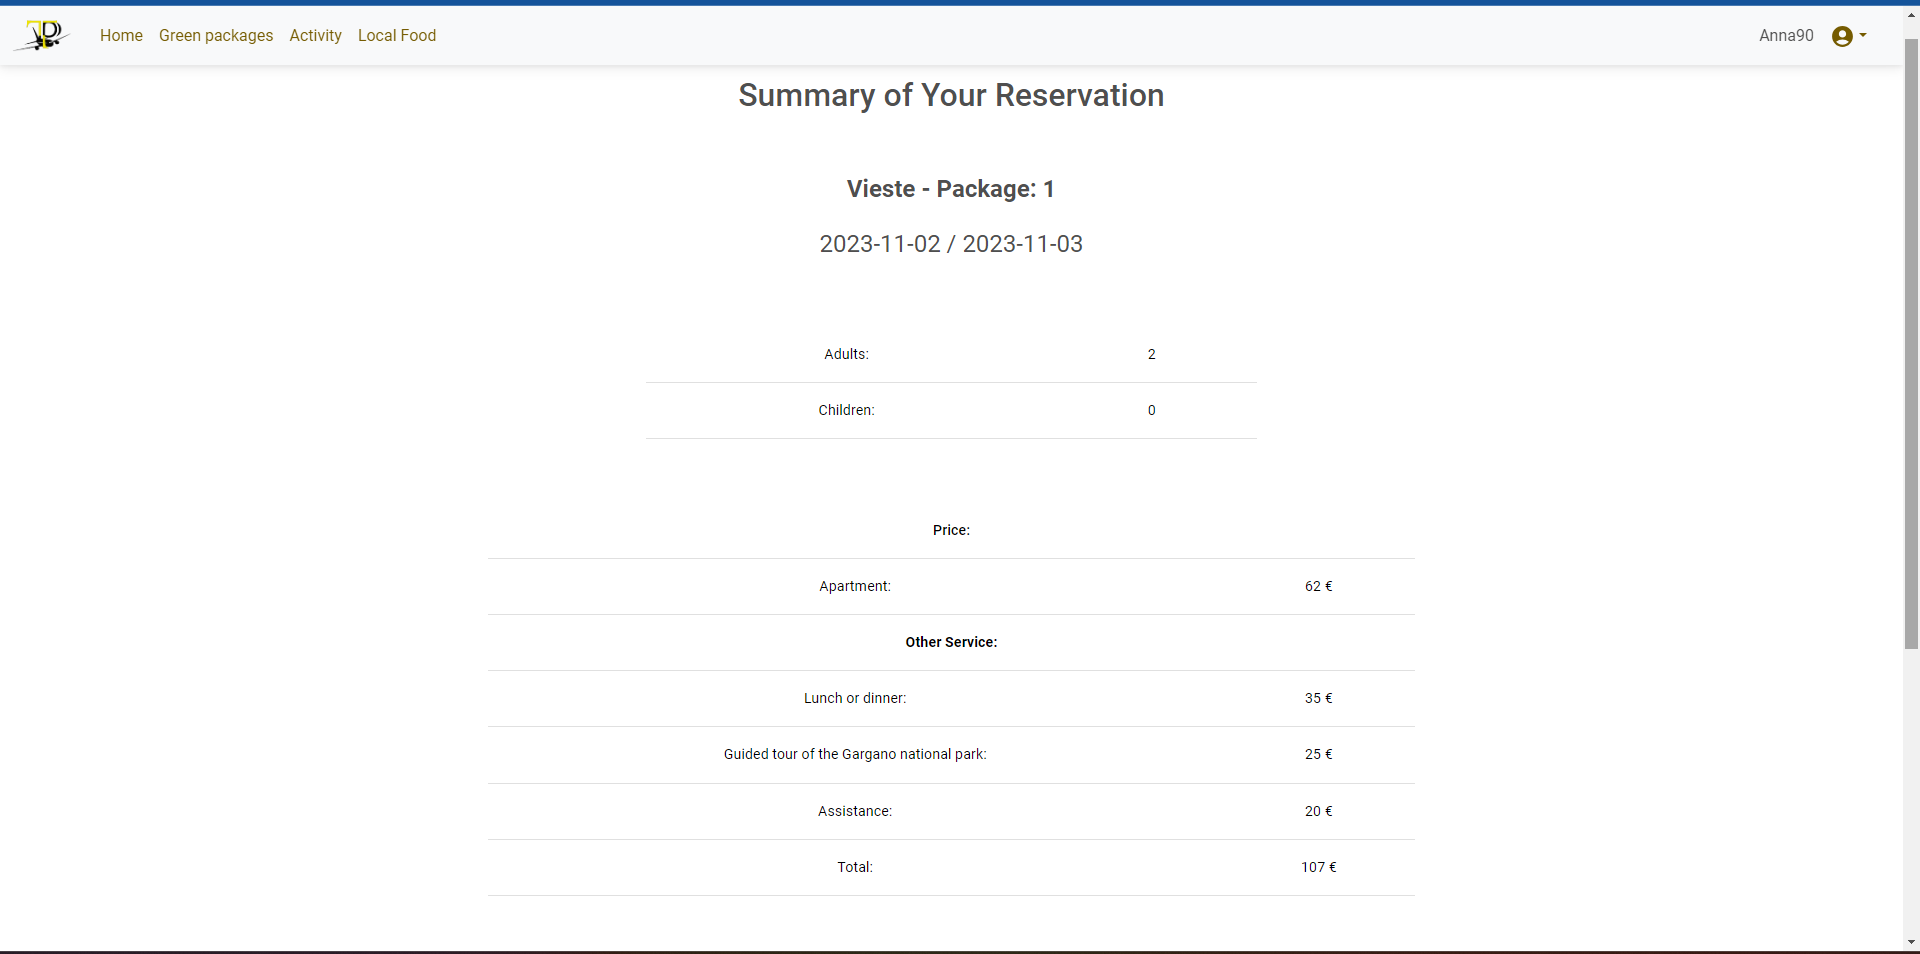 Home Green packages Activity Local Food Anna90
Summary of Your Reservation
Vieste - Package: 1
2023-11-02 / 2023-11-03
Adults: 2
Children: 0
Price:
Apartment: 62 €
Other Service:
Lunch or dinner: 35 €
Guided tour of the Gargano national park: 25 €
Assistance: 20 €
Total: 107 €